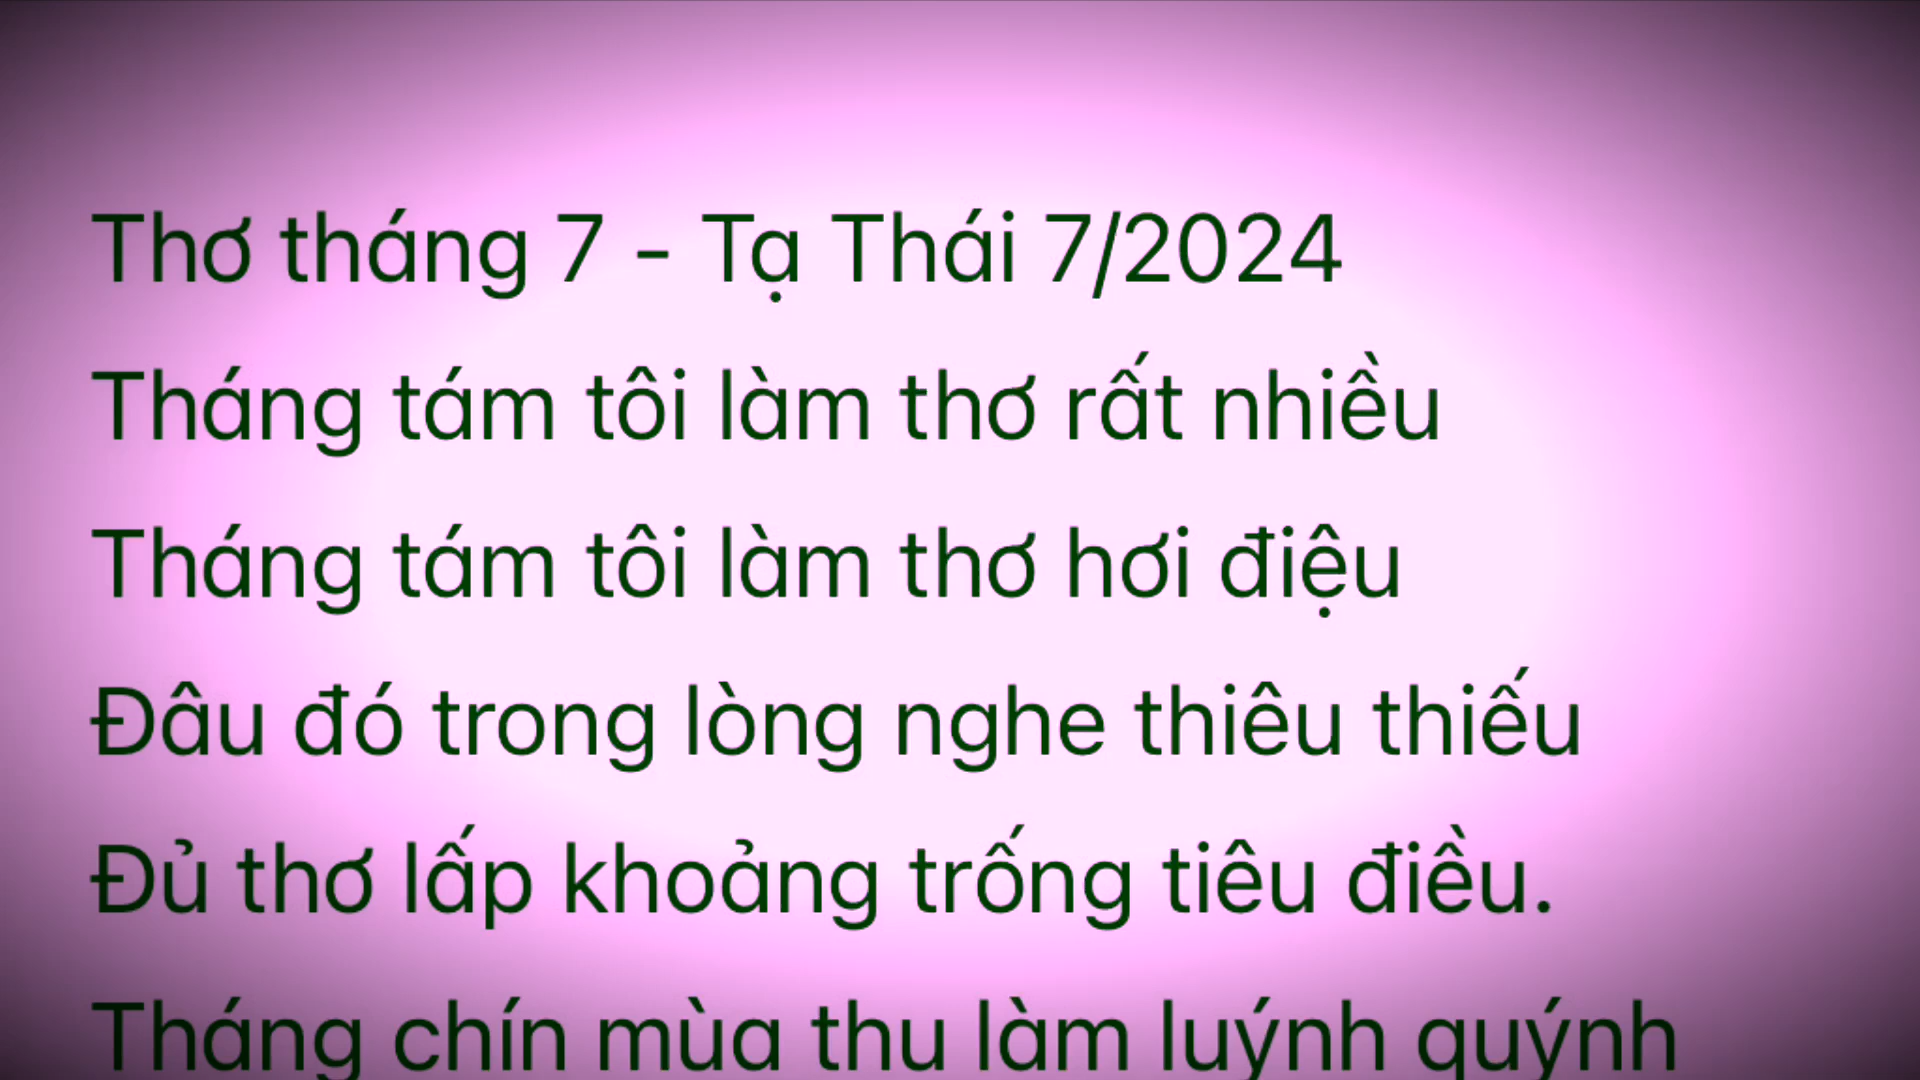 Thơ tháng 7 - Tạ Thái 7/2024
Tháng tám tôi làm thơ rất nhiều
Tháng tám tôi làm thơ hơi điệu
Đâu đó trong lòng nghe thiêu thiếu
Đủ thơ lấp khoảng trống tiêu điều.
Tháng chín mùa thu làm luýnh quýnh